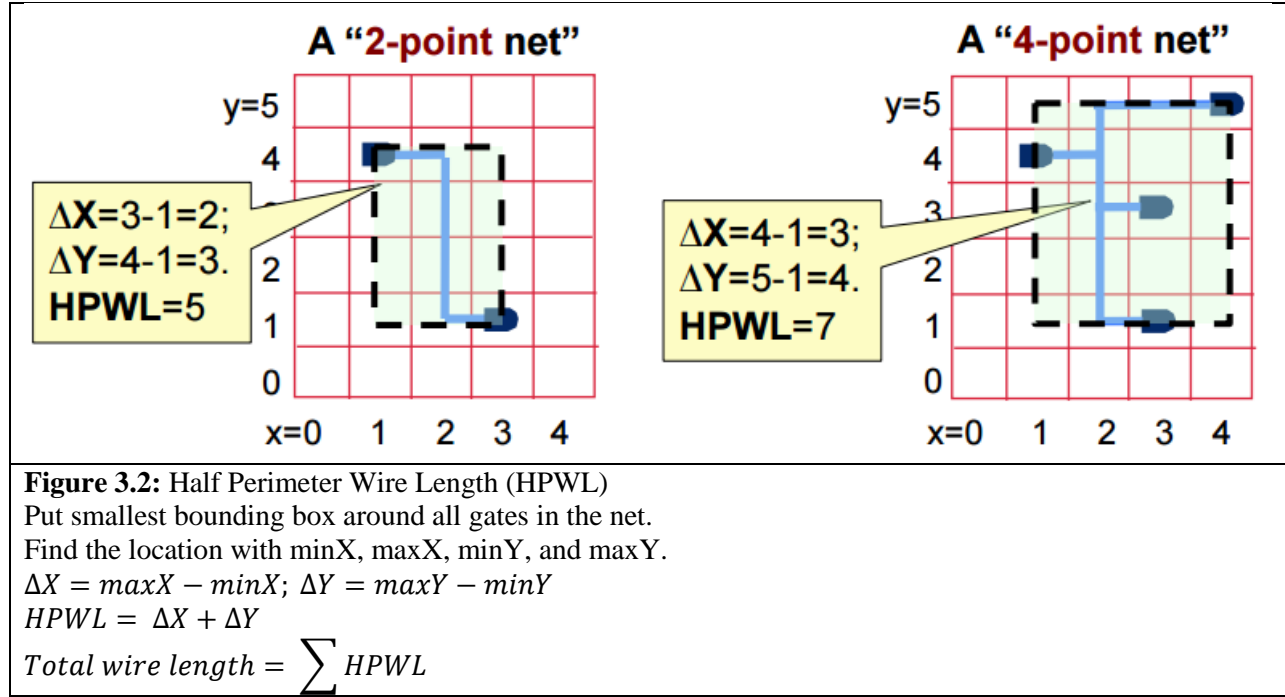 A “2-point net”
y=5
4
2
1
0
x=0 1 2 3 4
ΔX=3-1=2;
ΔY=4-1=3.
HPWL=5
A “4-point net”
y=5
4
3
2
1
0
x=0 1 2 3 4
ΔX=4-1=3;
ΔY=5-1=4.
HPWL=7
Figure 3.2: Half Perimeter Wire Length (HPWL)
Put smallest bounding box around all gates in the net.
Find the location with minX, maxX, minY, and maxY.
ΔX = maxX − minX; ΔY = maxY − minY
HPWL = ΔX + ΔY
Total wire length = ∑ HPWL